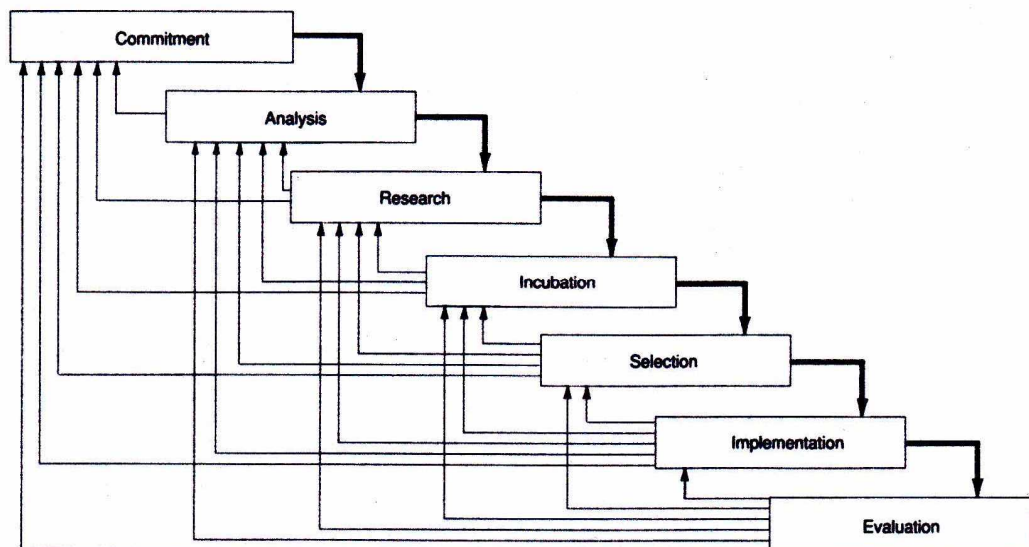 Commitment
Analysis
Research
Incubation
Selection
Implementation
Evaluation